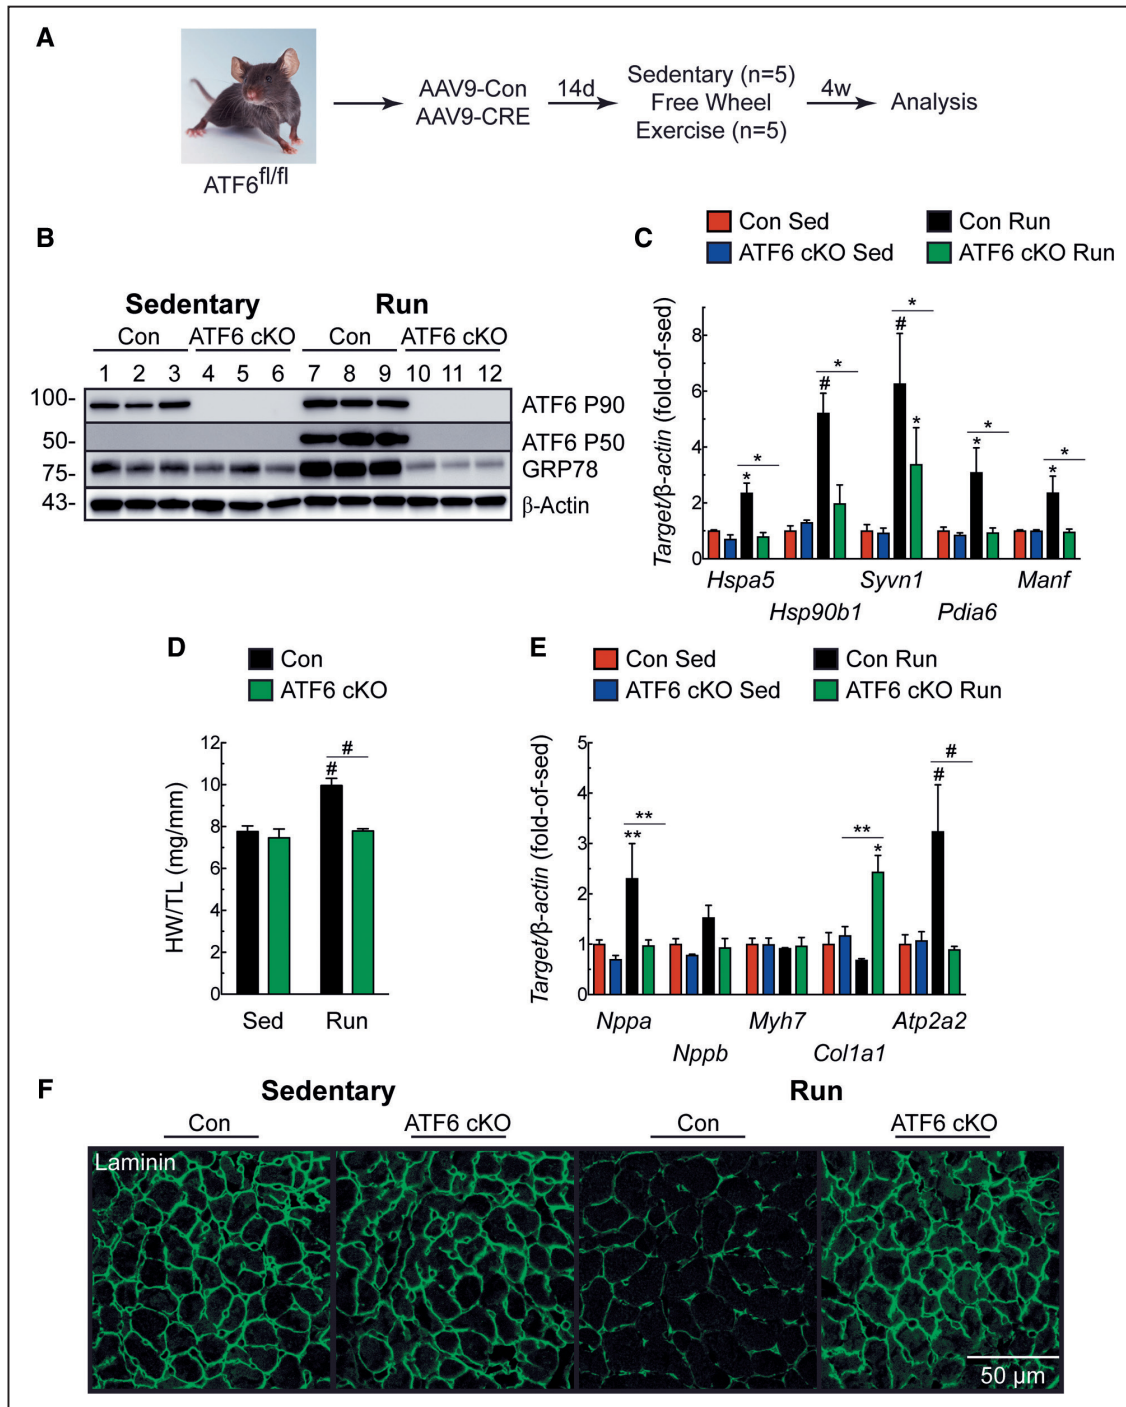 A
AAV9-Con
AAV9-CRE
14d
Sedentary (n=5)
Free Wheel
Exercise (n=5)
4w
Analysis
ATF6fl/fl
B
Sedentary Run
Con ATF6 cKO Con ATF6 cKO
1 2 3 4 5 6 7 8 9 10 11 12
100- ATF6 P90
50- ATF6 P50
75- GRP78
43- β-Actin
C
Con Sed Con Run
ATF6 cKO Sed ATF6 cKO Run
Target/β-actin (fold-of-sed)
8
6
4
2
0
* *
# *
# * *
* *
* *
Hspa5 Syvn1 Manf
Hsp90b1 Pdia6
D
Con
ATF6 cKO
HW/TL (mg/mm)
12
10
8
6
4
2
0
#
#
Sed Run
E
Con Sed Con Run
ATF6 cKO Sed ATF6 cKO Run
Target/β-actin (fold-of-sed)
5
4
3
2
1
0
**
**
**
*
#
#
Nppa Myh7 Atp2a2
Nppb Col1a1
F
Sedentary Run
Con ATF6 cKO Con ATF6 cKO
Laminin
50 μm